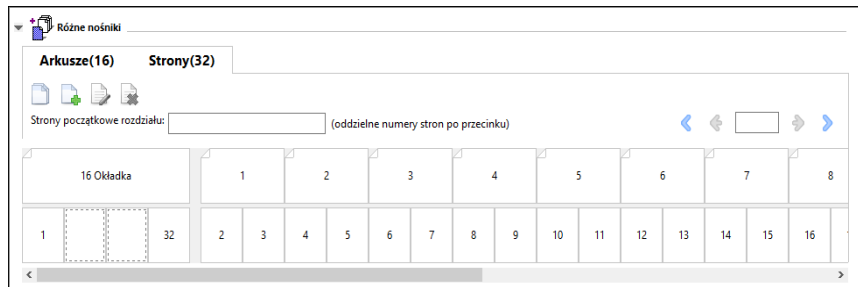 Różne nośniki
Arkusze(16) Strony(32)
Strony początkowe rozdziału: (oddzielne numery stron po przecinku)
16 Okładka 1 2 3 4 5 6 7 8
1 32 2 3 4 5 6 7 8 9 10 11 12 13 14 15 16